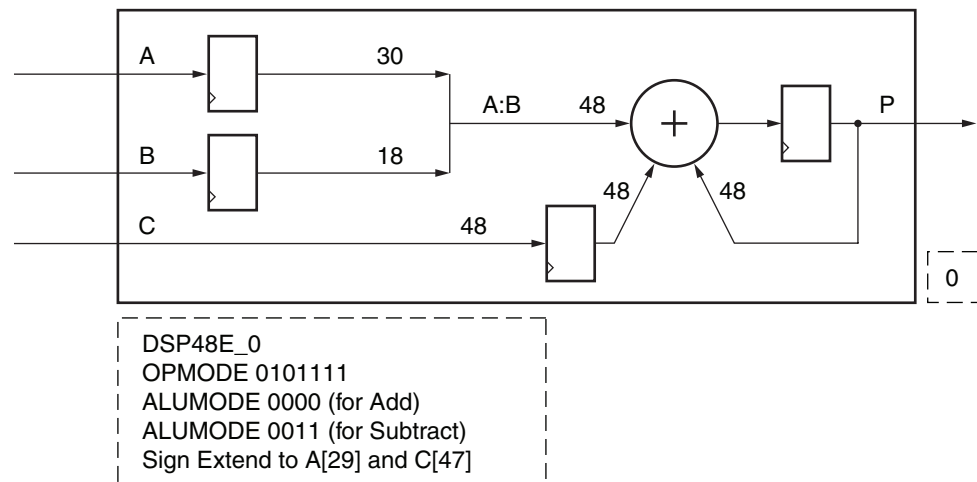 A 30
A:B 48 + P
B 18
48 48
C 48
0
DSP48E_0
OPMODE 0101111
ALUMODE 0000 (for Add)
ALUMODE 0011 (for Subtract)
Sign Extend to A[29] and C[47]